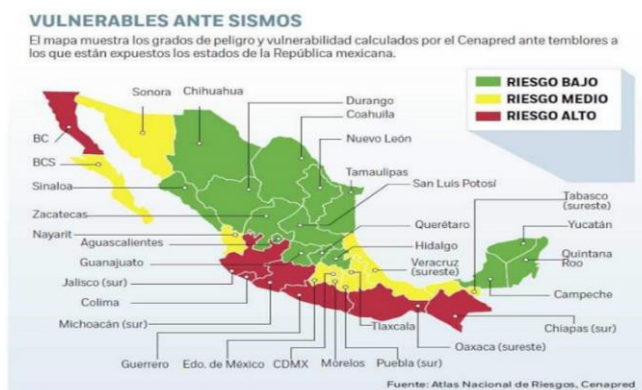 VULNERABLES ANTE SISMOS
El mapa muestra los grados de peligro y vulnerabilidad calculados por el Cenapred ante temblores a
los que están expuestos los estados de la República mexicana.
RIESGO BAJO
RIESGO MEDIO
RIESGO ALTO
Sonora
Chihuahua
Durango
Coahuila
Nuevo León
Tamaulipas
San Luis Potosí
BC
BCS
Sinaloa
Zacatecas
Nayarit
Aguascalientes
Guanajuato
Jalisco (sur)
Colima
Michoacán (sur)
Guerrero
Edo. de México
CDMX
Morelos
Puebla (sur)
Tlaxcala
Oaxaca (sureste)
Chiapas (sur)
Querétaro
Hidalgo
Veracruz
(sureste)
Tabasco
(sureste)
Yucatán
Quintana
Roo
Campeche
Fuente: Atlas Nacional de Riesgos, Cenapred